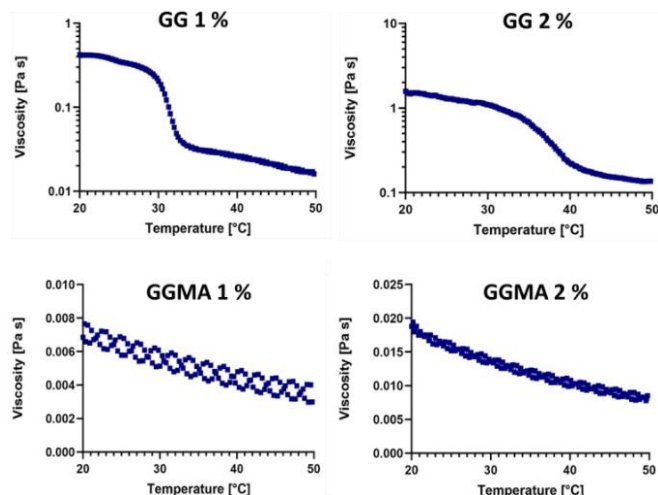 GG 1 %
Viscosity [Pa s]
1
0.1
0.01
20 30 40 50
Temperature [°C]
GG 2 %
Viscosity [Pa s]
10
1
0.1
20 30 40 50
Temperature [°C]
GGMA 1 %
Viscosity [Pa s]
0.010
0.008
0.006
0.004
0.002
0.000
20 30 40 50
Temperature [°C]
GGMA 2 %
Viscosity [Pa s]
0.025
0.020
0.015
0.010
0.005
0.000
20 30 40 50
Temperature [°C]